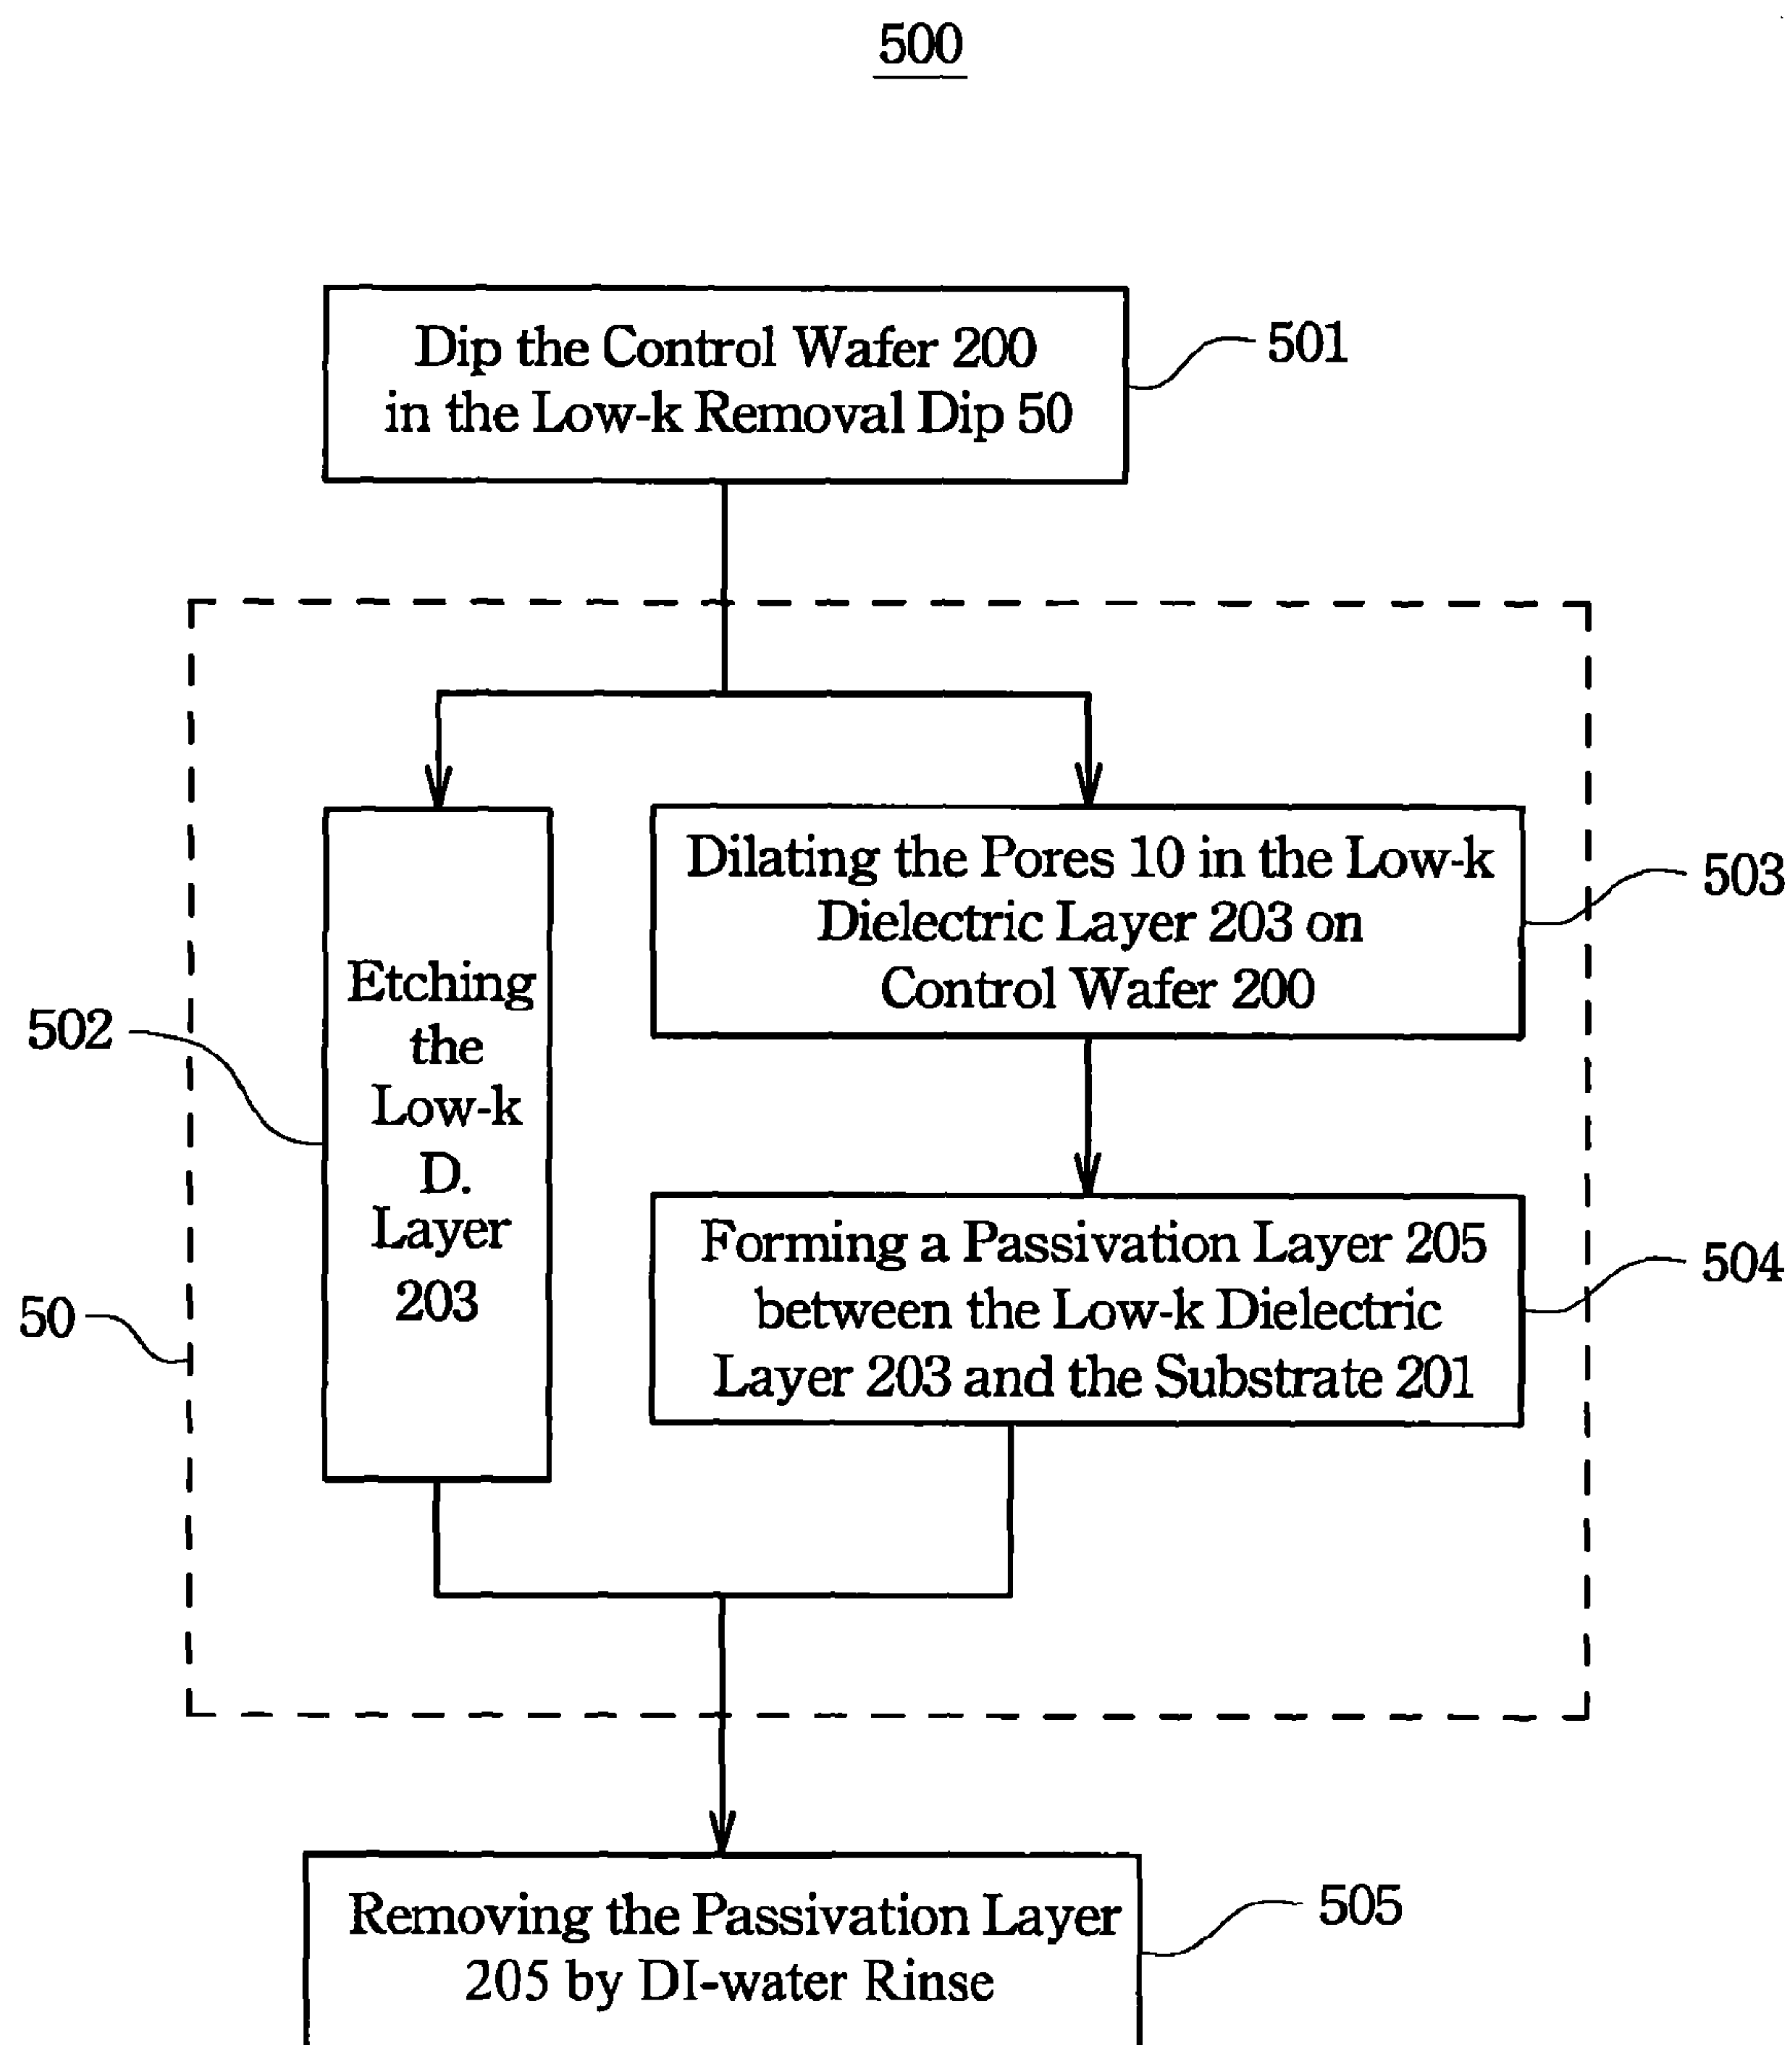 500
Dip the Control Wafer 200
in the Low-k Removal Dip 50
501
Dilating the Pores 10 in the Low-k
Dielectric Layer 203 on
Control Wafer 200
503
Etching
the
Low-k
D.
Layer
203
502
Forming a Passivation Layer 205
between the Low-k Dielectric
Layer 203 and the Substrate 201
504
50
Removing the Passivation Layer
205 by DI-water Rinse
505